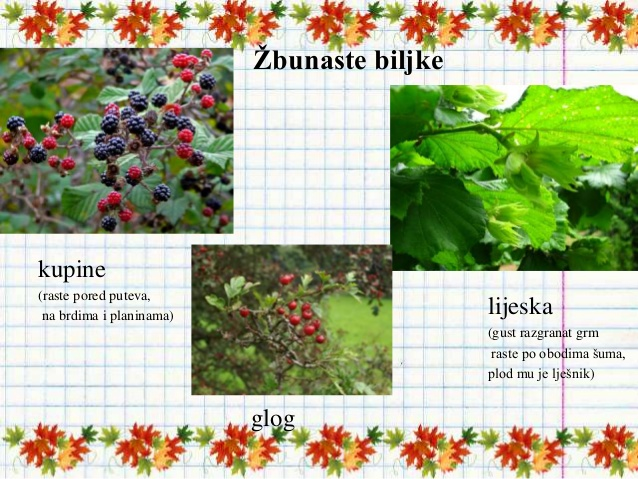 Žbunaste biljke
kupine
(raste pored puteva,
na brdima i planinama)
lijeska
(gust razgranat grm
raste po obodima šuma,
plod mu je lješnik)
glog